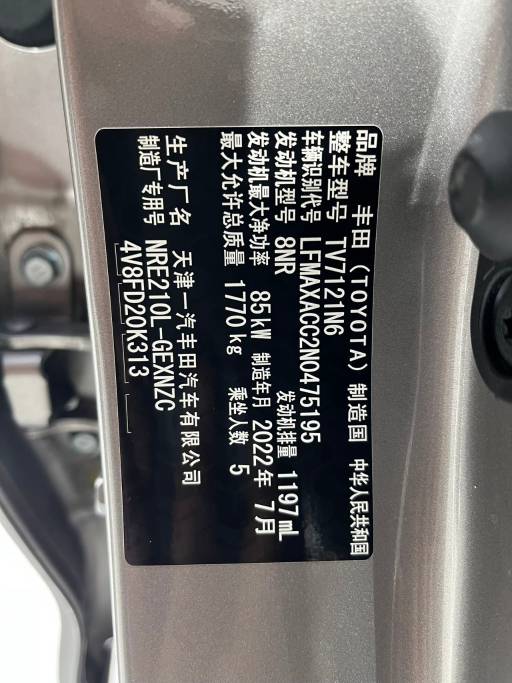 品牌 丰田(TOYOTA) 制造国 中华人民共和国
整车型号 TV7121N6
车辆识别代号 LFMAXACC2N0475195
发动机型号 8NR 发动机排量 1197mL
发动机最大净功率 85kW 制造年月 2022年 7月
最大允许总质量 1770kg 乘坐人数 5
生产厂名 天津一汽丰田汽车有限公司
制造厂专用号 NRE210L-GEXNZC
4V8FD20K313